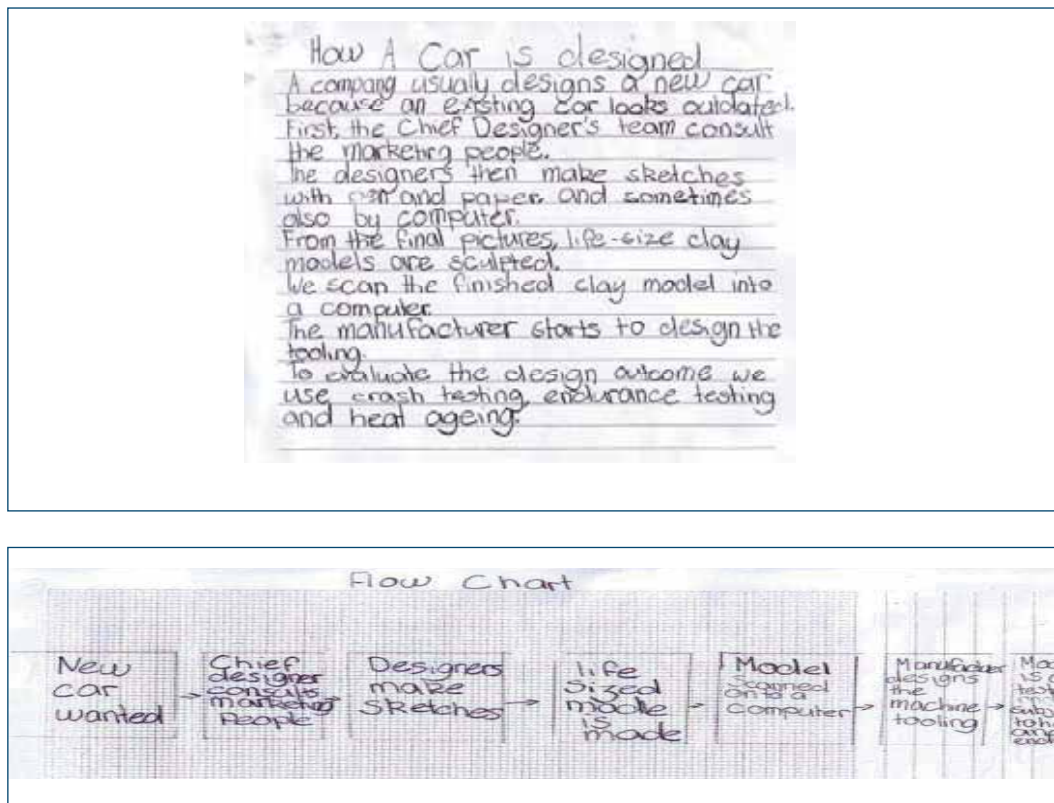 How A Car is designed
A company usually designs a new car
because an existing car looks outdated.
First, the Chief Designer's team consult
the marketing people.
The designers then make sketches
with pen and paper and sometimes
also by computer.
From the final pictures, life-size clay
models are sculpted.
We scan the finished clay model into
a computer.
The manufacturer starts to design the
tooling.
To evaluate the design outcome we
use crash testing, endurance testing
and heat ageing.
Flow Chart
New
car
wanted
Chief
designer
consults
marketing
People
Designers
make
sketches
life
sized
modle
is
made
Model
Scanned
onto a
Computer
Manufacturer
designs
the
machine
tooling
is